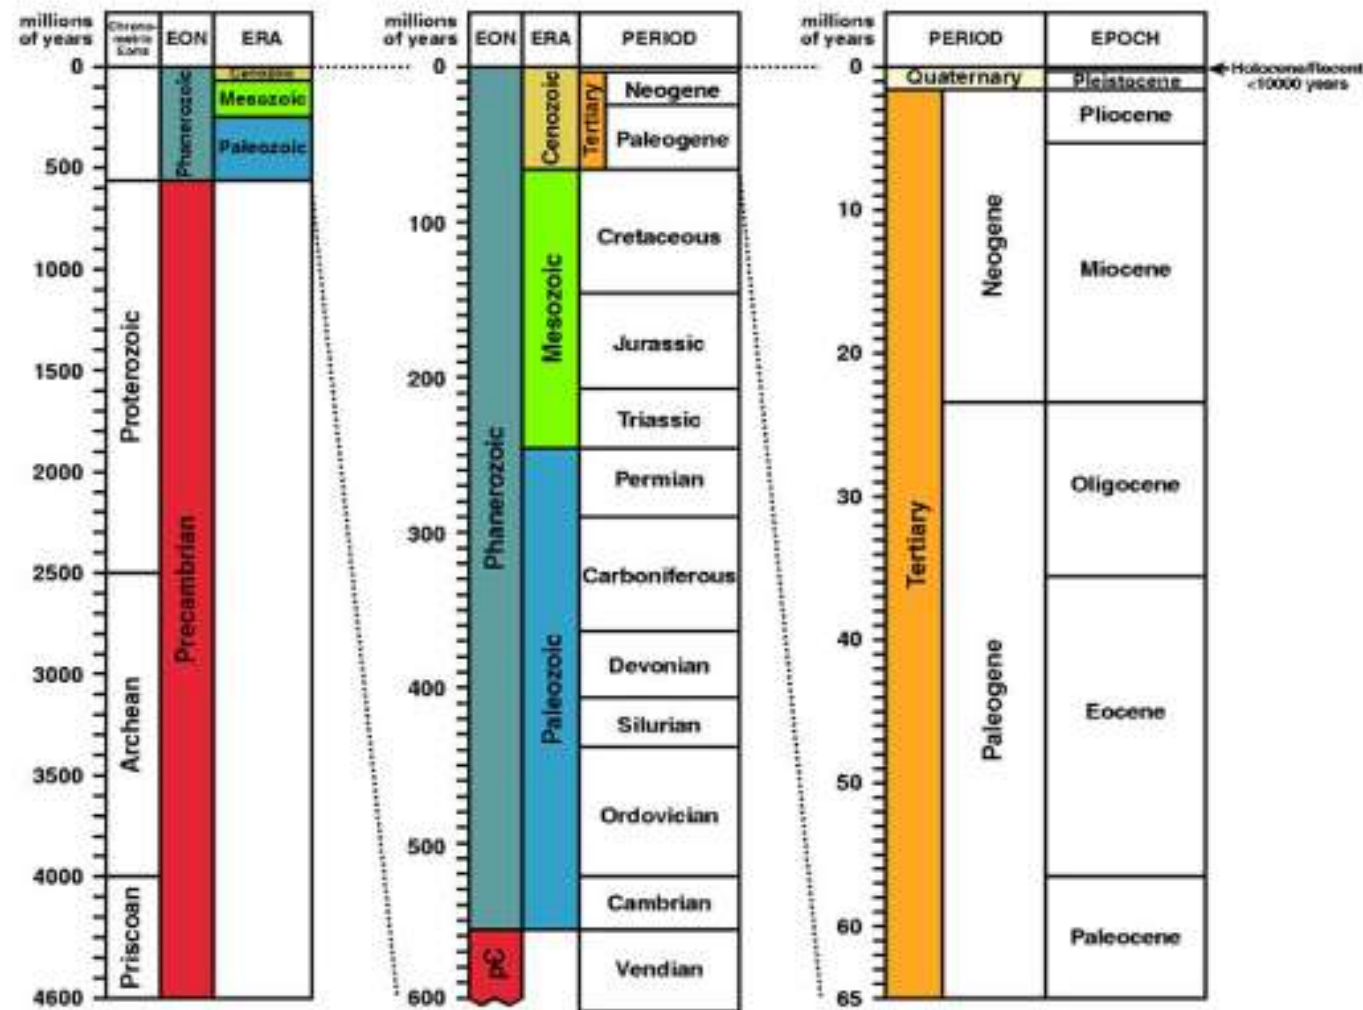 millions
of years
Chrono-
metric
Eons
EON
ERA
0
500
1000
1500
2000
2500
3000
3500
4000
4600
Proterozoic
Archean
Priscoan
Phanerozoic
Precambrian
Cenozoic
Mesozoic
Paleozoic
millions
of years
EON
ERA
PERIOD
0
100
200
300
400
500
600
Phanerozoic
p€
Cenozoic
Mesozoic
Paleozoic
Tertiary
Neogene
Paleogene
Cretaceous
Jurassic
Triassic
Permian
Carboniferous
Devonian
Silurian
Ordovician
Cambrian
Vendian
millions
of years
PERIOD
EPOCH
0
10
20
30
40
50
60
65
Quaternary
Tertiary
Neogene
Paleogene
Holocene/Recent
<10000 years
Pleistocene
Pliocene
Miocene
Oligocene
Eocene
Paleocene